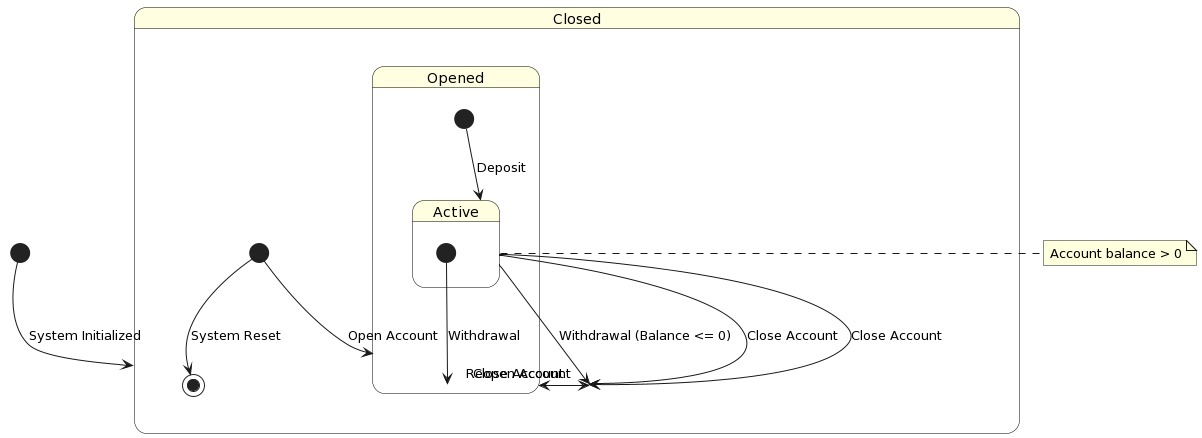 Closed
Opened
Deposit
Active
Account balance > 0
System Initialized
System Reset
Open Account
Withdrawal
Withdrawal (Balance <= 0)
Close Account
Close Account
Reopen Account
Close Account